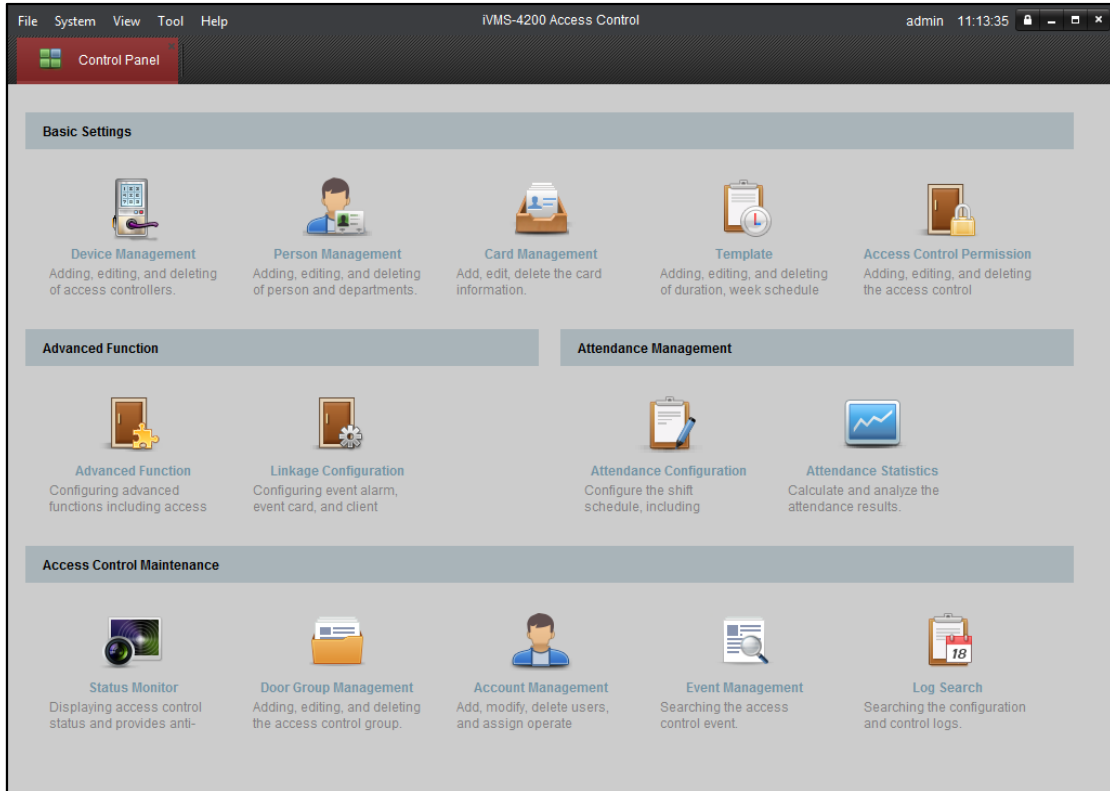 File System View Tool Help iVMS-4200 Access Control admin 11:13:35
Control Panel
Basic Settings
Device Management
Adding, editing, and deleting
of access controllers.
Person Management
Adding, editing, and deleting
of person and departments.
Card Management
Add, edit, delete the card
information.
Template
Adding, editing, and deleting
of duration, week schedule
Access Control Permission
Adding, editing, and deleting
the access control
Advanced Function
Advanced Function
Configuring advanced
functions including access
Linkage Configuration
Configuring event alarm,
event card, and client
Attendance Management
Attendance Configuration
Configure the shift
schedule, including
Attendance Statistics
Calculate and analyze the
attendance results.
Access Control Maintenance
Status Monitor
Displaying access control
status and provides anti-
Door Group Management
Adding, editing, and deleting
the access control group.
Account Management
Add, modify, delete users,
and assign operate
Event Management
Searching the access
control event.
18
Log Search
Searching the configuration
and control logs.